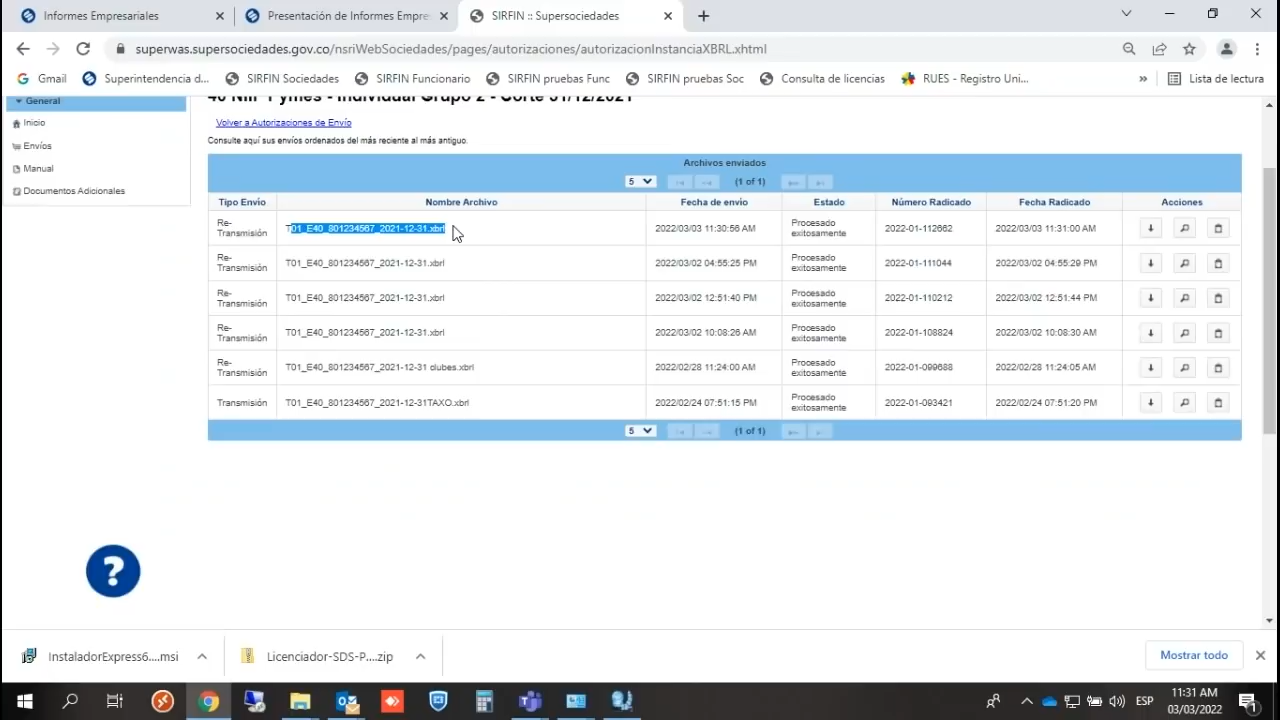 Informes Empresariales
Presentación de Informes Empre
SIRFIN :: Supersociedades
superwas.supersociedades.gov.co/nsriWebSociedades/pages/autorizaciones/autorizacionInstanciaXBRL.xhtml
Gmail
Superintendencia d...
SIRFIN Sociedades
SIRFIN Funcionario
SIRFIN pruebas Func
SIRFIN pruebas Soc
Consulta de licencias
RUES - Registro Uni...
»
Lista de lectura
General
Inicio
Envíos
Manual
Documentos Adicionales
40 NIIF Pymes - Individual Grupo 2 - Corte 31/12/2021
Volver a Autorizaciones de Envío
Consulte aquí sus envíos ordenados del más reciente al más antiguo.
Archivos enviados
5 (1 of 1)
Tipo Envío Nombre Archivo Fecha de envío Estado Número Radicado Fecha Radicado Acciones
Re-Transmisión T01_E40_801234567_2021-12-31.xbrl 2022/03/03 11:30:56 AM Procesado exitosamente 2022-01-112662 2022/03/03 11:31:00 AM
Re-Transmisión T01_E40_801234567_2021-12-31.xbrl 2022/03/02 04:55:25 PM Procesado exitosamente 2022-01-111044 2022/03/02 04:55:29 PM
Re-Transmisión T01_E40_801234567_2021-12-31.xbrl 2022/03/02 12:51:40 PM Procesado exitosamente 2022-01-110212 2022/03/02 12:51:44 PM
Re-Transmisión T01_E40_801234567_2021-12-31.xbrl 2022/03/02 10:08:26 AM Procesado exitosamente 2022-01-108824 2022/03/02 10:08:30 AM
Re-Transmisión T01_E40_801234567_2021-12-31 clubes.xbrl 2022/02/28 11:24:00 AM Procesado exitosamente 2022-01-099688 2022/02/28 11:24:05 AM
Transmisión T01_E40_801234567_2021-12-31TAXO.xbrl 2022/02/24 07:51:15 PM Procesado exitosamente 2022-01-093421 2022/02/24 07:51:20 PM
5 (1 of 1)
?
InstaladorExpress6....msi
Licenciador-SDS-P....zip
Mostrar todo
ESP
11:31 AM
03/03/2022
1